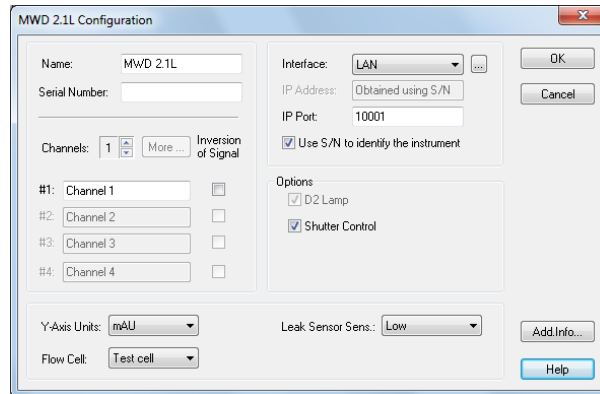 MWD 2.1L Configuration
Name: MWD 2.1L
Serial Number:
Channels: 1 More ... Inversion of Signal
#1: Channel 1
#2: Channel 2
#3: Channel 3
#4: Channel 4
Interface: LAN ...
IP Address: Obtained using S/N
IP Port: 10001
Use S/N to identify the instrument
Options
D2 Lamp
Shutter Control
Y-Axis Units: mAU
Flow Cell: Test cell
Leak Sensor Sens.: Low
OK
Cancel
Add.Info...
Help